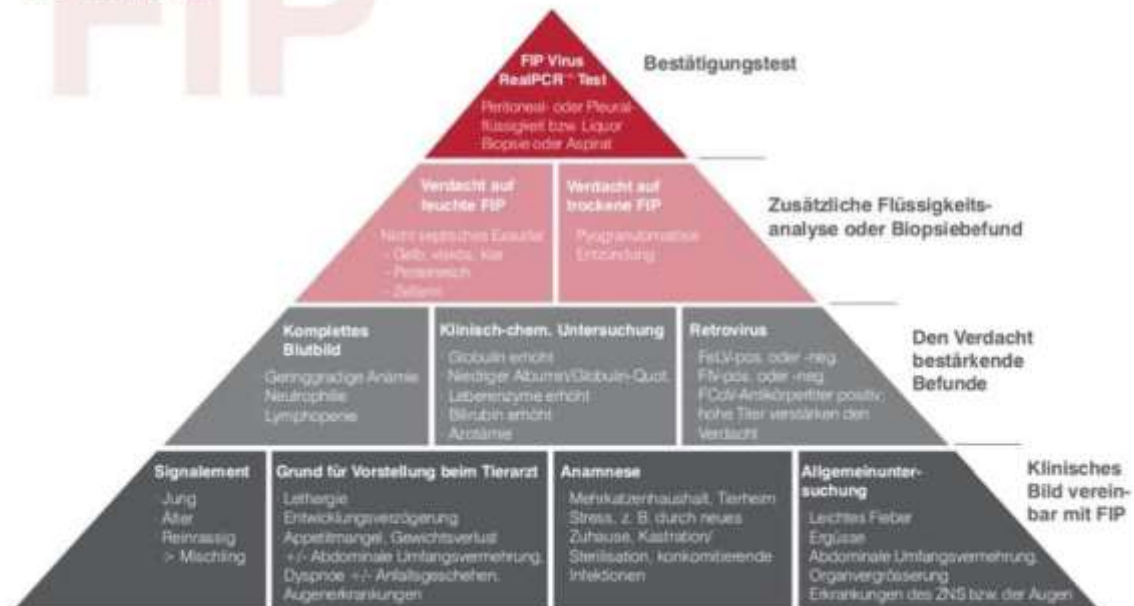 FIP
FIP Virus
RealPCR™ Test
Peritoneal- oder Pleural-
flüssigkeit bzw. Liquor
Biopsie oder Aspirat
Bestätigungstest
Verdacht auf
feuchte FIP
Nicht septisches Exsudat
- Gelb, viskös, klar
- Proteinreich
- Zellarm
Verdacht auf
trockene FIP
Pyogranulomatöse
Entzündung
Zusätzliche Flüssigkeits-
analyse oder Biopsiebefund
Komplettes
Blutbild
Geringgradige Anämie
Neutrophilie
Lymphopenie
Klinisch-chem. Untersuchung
Globulin erhöht
Niedriger Albumin/Globulin-Quot.
Leberenzyme erhöht
Bilirubin erhöht
Azotämie
Retrovirus
FeLV-pos. oder -neg.
FIV-pos. oder -neg.
FCoV-Antikörpertiter positiv;
hohe Titer verstärken den
Verdacht
Den Verdacht
bestärkende
Befunde
Signalement
Jung
Älter
Reinrassig
> Mischling
Grund für Vorstellung beim Tierarzt
Lethargie
Entwicklungsverzögerung
Appetitmangel, Gewichtsverlust
+/- Abdominale Umfangsvermehrung,
Dyspnoe +/- Anfallsgeschehen,
Augenerkrankungen
Anamnese
Mehrkatzenhaushalt, Tierheim
Stress, z. B. durch neues
Zuhause, Kastration/
Sterilisation, konkomitierende
Infektionen
Allgemeinunter-
suchung
Leichtes Fieber
Ergüsse
Abdominale Umfangsvermehrung,
Organvergrösserung
Erkrankungen des ZNS bzw. der Augen
Klinisches
Bild verein-
bar mit FIP